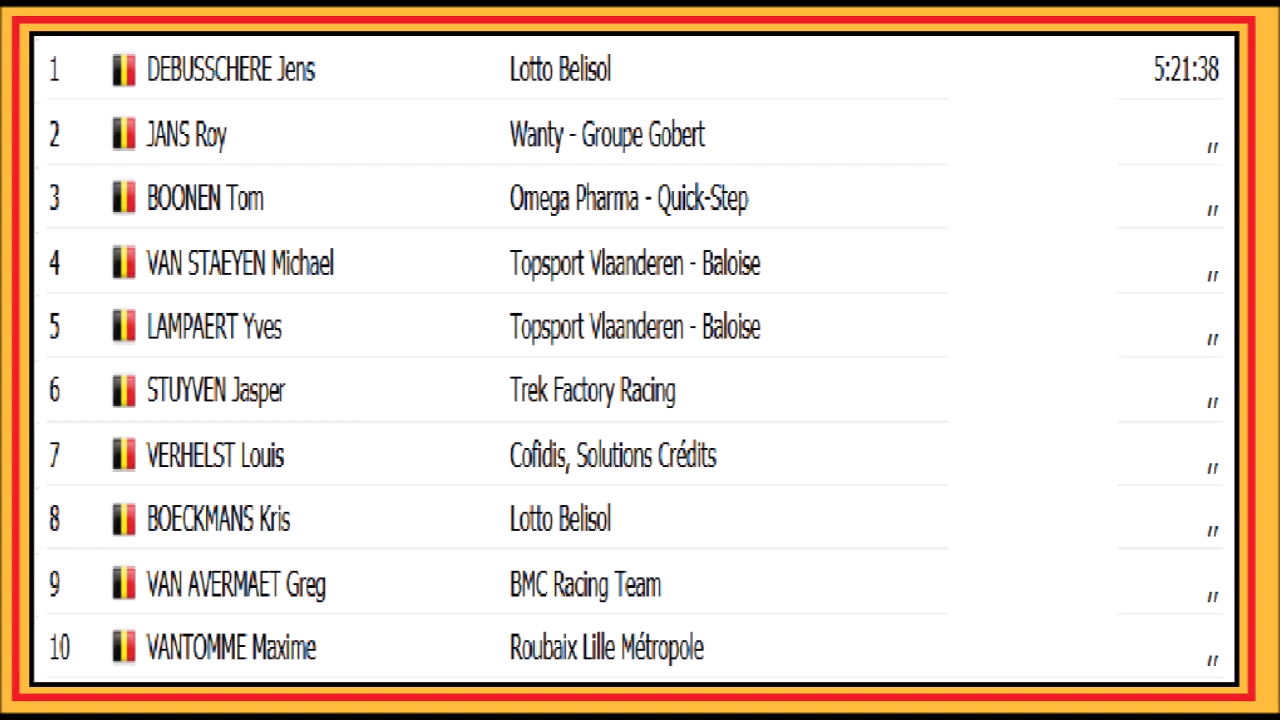 1 DEBUSSCHERE Jens Lotto Belisol 5:21:38
2 JANS Roy Wanty - Groupe Gobert ,,
3 BOONEN Tom Omega Pharma - Quick-Step ,,
4 VAN STAEYEN Michael Topsport Vlaanderen - Baloise ,,
5 LAMPAERT Yves Topsport Vlaanderen - Baloise ,,
6 STUYVEN Jasper Trek Factory Racing ,,
7 VERHELST Louis Cofidis, Solutions Crédits ,,
8 BOECKMANS Kris Lotto Belisol ,,
9 VAN AVERMAET Greg BMC Racing Team ,,
10 VANTOMME Maxime Roubaix Lille Métropole ,,